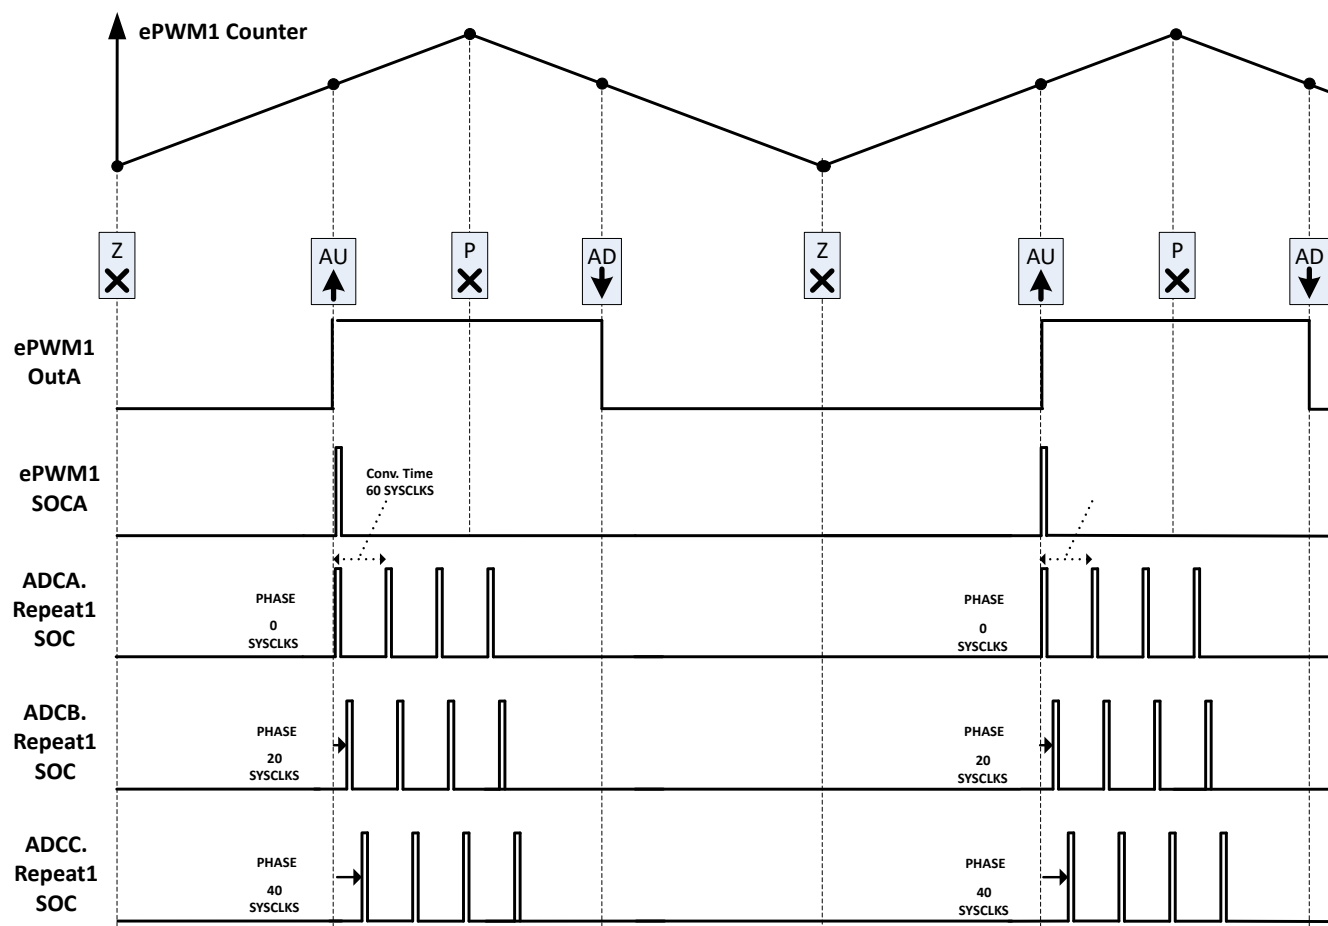 ePWM1 Counter
Z
AU
P
AD
Z
AU
P
AD
ePWM1
OutA
ePWM1
SOCA
Conv. Time
60 SYSCLKS
ADCA.
Repeat1
SOC
PHASE
0
SYSCLKS
PHASE
0
SYSCLKS
ADCB.
Repeat1
SOC
PHASE
20
SYSCLKS
PHASE
20
SYSCLKS
ADCC.
Repeat1
SOC
PHASE
40
SYSCLKS
PHASE
40
SYSCLKS